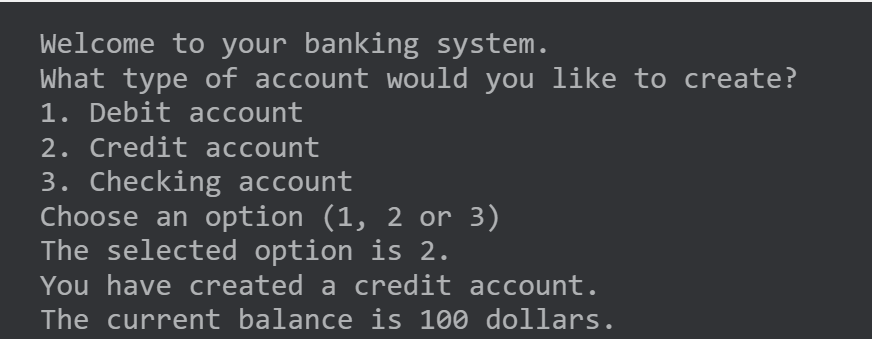 Welcome to your banking system.
What type of account would you like to create?
1. Debit account
2. Credit account
3. Checking account
Choose an option (1, 2 or 3)
The selected option is 2.
You have created a credit account.
The current balance is 100 dollars.